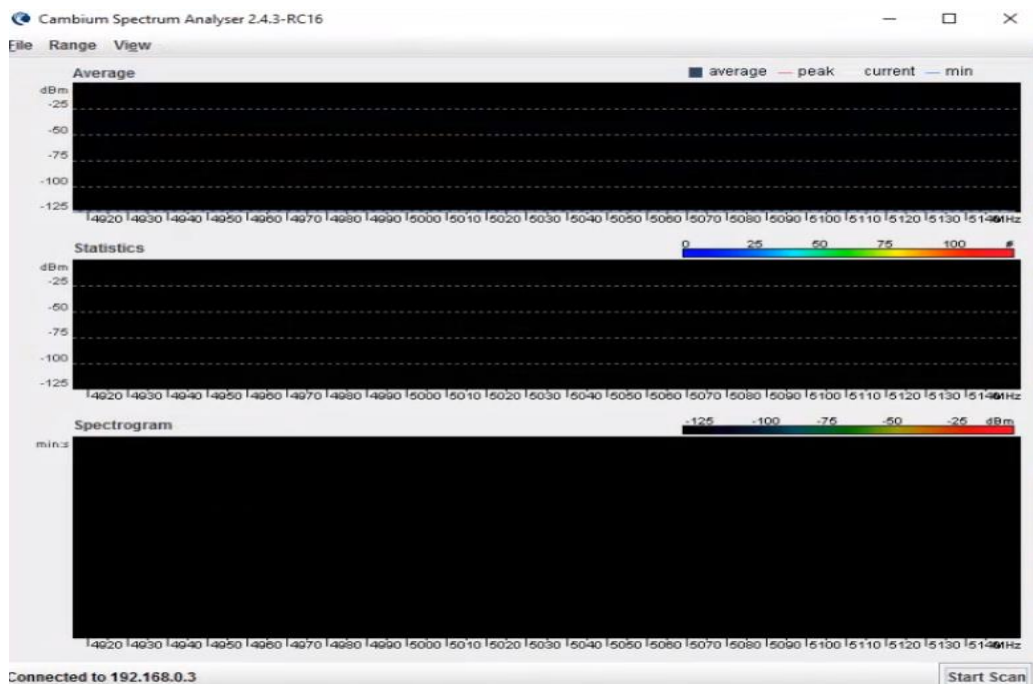 Cambium Spectrum Analyser 2.4.3-RC16
File Range View
Average
average peak current min
dBm
-25
-50
-75
-100
-125
4920 4930 4940 4950 4960 4970 4980 4990 5000 5010 5020 5030 5040 5050 5060 5070 5080 5090 5100 5110 5120 5130 MHz
Statistics
0 25 50 75 100 #
dBm
-25
-50
-75
-100
-125
4920 4930 4940 4950 4960 4970 4980 4990 5000 5010 5020 5030 5040 5050 5060 5070 5080 5090 5100 5110 5120 5130 MHz
Spectrogram
-125 -100 -75 -50 -25 dBm
min:s
4920 4930 4940 4950 4960 4970 4980 4990 5000 5010 5020 5030 5040 5050 5060 5070 5080 5090 5100 5110 5120 5130 MHz
Connected to 192.168.0.3
Start Scan